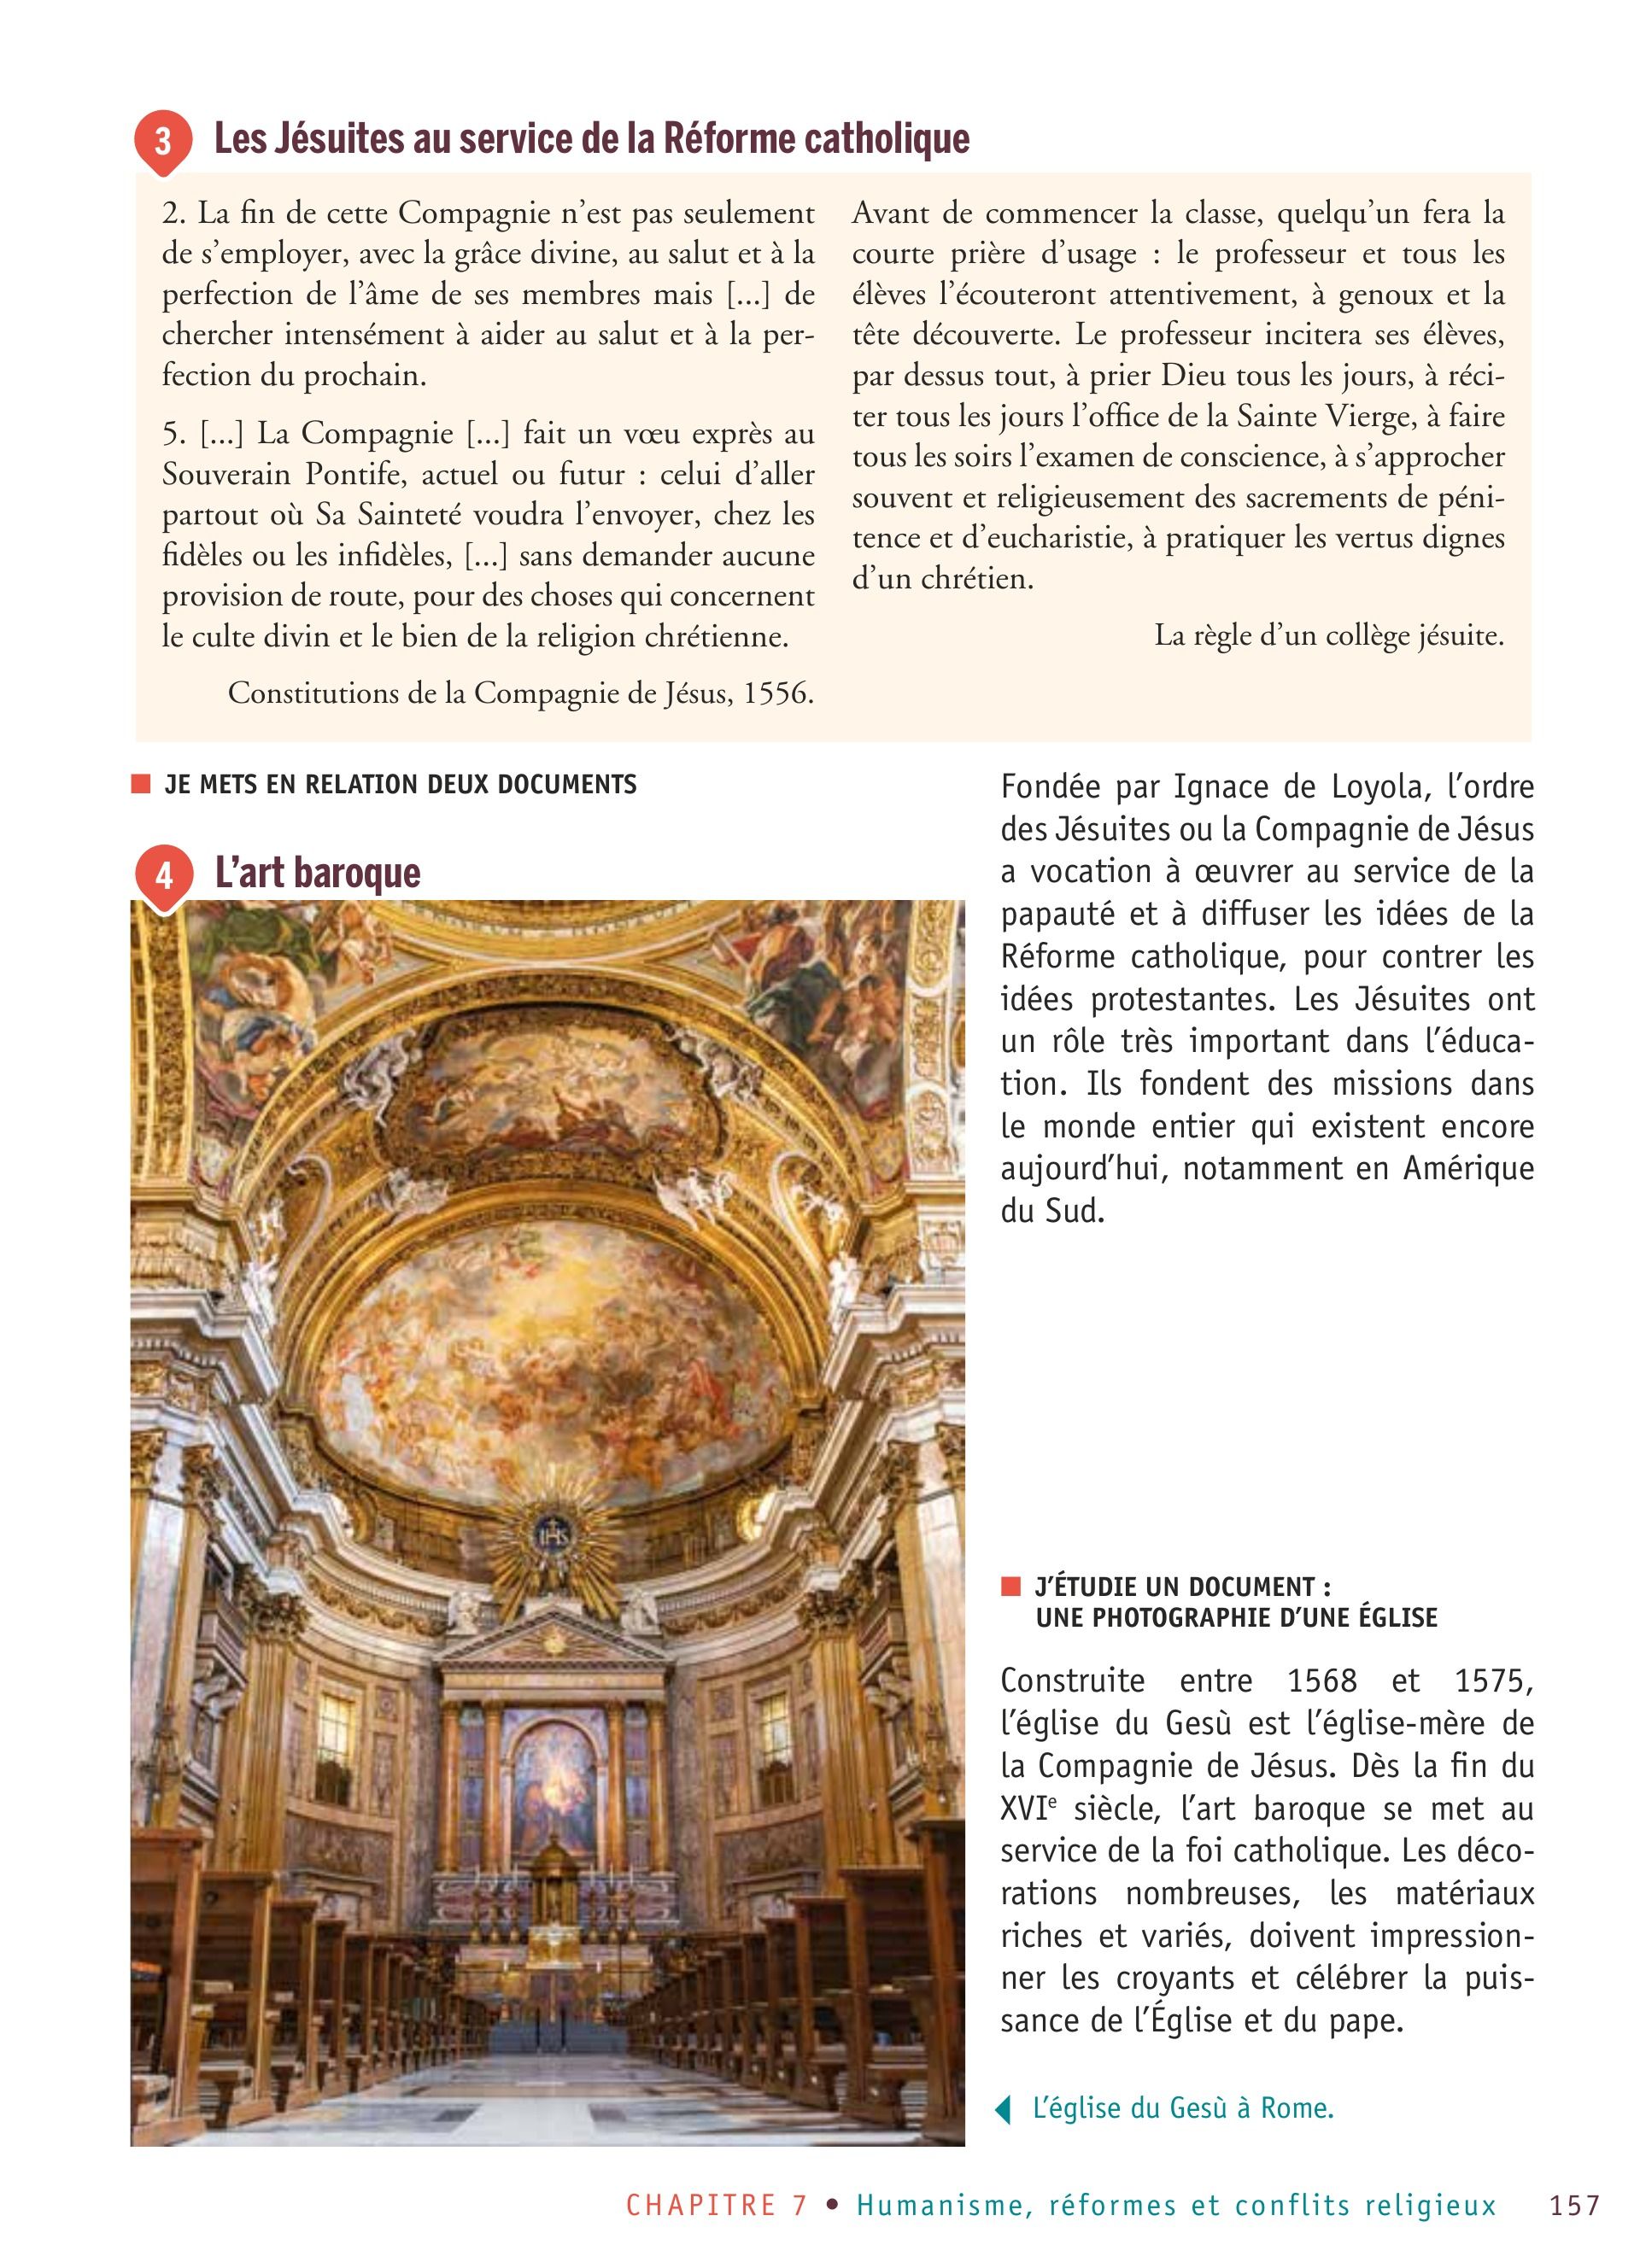 3 Les Jésuites au service de la Réforme catholique
2. La fin de cette Compagnie n’est pas seulement
de s’employer, avec la grâce divine, au salut et à la
perfection de l’âme de ses membres mais [...] de
chercher intensément à aider au salut et à la per-
fection du prochain.
5. [...] La Compagnie [...] fait un vœu exprès au
Souverain Pontife, actuel ou futur : celui d’aller
partout où Sa Sainteté voudra l’envoyer, chez les
fidèles ou les infidèles, [...] sans demander aucune
provision de route, pour des choses qui concernent
le culte divin et le bien de la religion chrétienne.
Constitutions de la Compagnie de Jésus, 1556.
Avant de commencer la classe, quelqu’un fera la
courte prière d’usage : le professeur et tous les
élèves l’écouteront attentivement, à genoux et la
tête découverte. Le professeur incitera ses élèves,
par dessus tout, à prier Dieu tous les jours, à réci-
ter tous les jours l’office de la Sainte Vierge, à faire
tous les soirs l’examen de conscience, à s’approcher
souvent et religieusement des sacrements de péni-
tence et d’eucharistie, à pratiquer les vertus dignes
d’un chrétien.
La règle d’un collège jésuite.
JE METS EN RELATION DEUX DOCUMENTS
Fondée par Ignace de Loyola, l’ordre
des Jésuites ou la Compagnie de Jésus
a vocation à œuvrer au service de la
papauté et à diffuser les idées de la
Réforme catholique, pour contrer les
idées protestantes. Les Jésuites ont
un rôle très important dans l’éduca-
tion. Ils fondent des missions dans
le monde entier qui existent encore
aujourd’hui, notamment en Amérique
du Sud.
4 L’art baroque
IHS
J’ÉTUDIE UN DOCUMENT :
UNE PHOTOGRAPHIE D’UNE ÉGLISE
Construite entre 1568 et 1575,
l’église du Gesù est l’église-mère de
la Compagnie de Jésus. Dès la fin du
XVIe siècle, l’art baroque se met au
service de la foi catholique. Les déco-
rations nombreuses, les matériaux
riches et variés, doivent impression-
ner les croyants et célébrer la puis-
sance de l’Église et du pape.
L’église du Gesù à Rome.
CHAPITRE 7 • Humanisme, réformes et conflits religieux 157